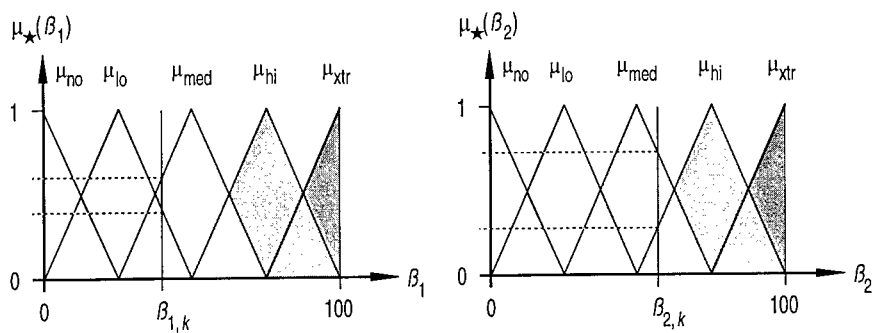 μ★(β1)
μno μlo μmed μhi μxtr
1
0
0 β1,k 100 β1
μ★(β2)
μno μlo μmed μhi μxtr
1
0
0 β2,k 100 β2